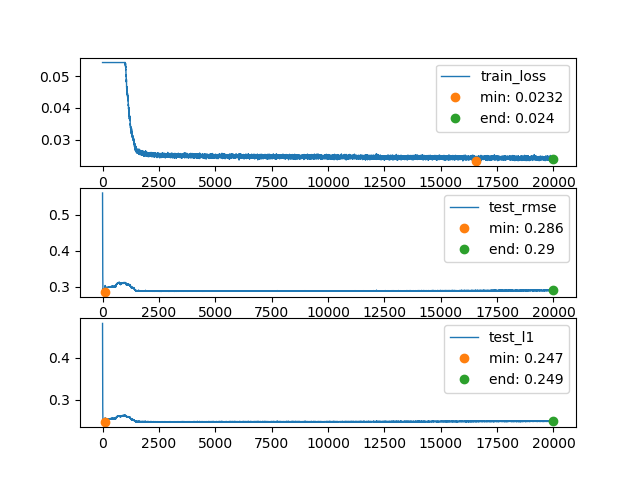 train_loss
min: 0.0232
end: 0.024
0.05
0.04
0.03
0 2500 5000 7500 10000 12500 15000 17500 20000
test_rmse
min: 0.286
end: 0.29
0.5
0.4
0.3
0 2500 5000 7500 10000 12500 15000 17500 20000
test_l1
min: 0.247
end: 0.249
0.4
0.3
0 2500 5000 7500 10000 12500 15000 17500 20000